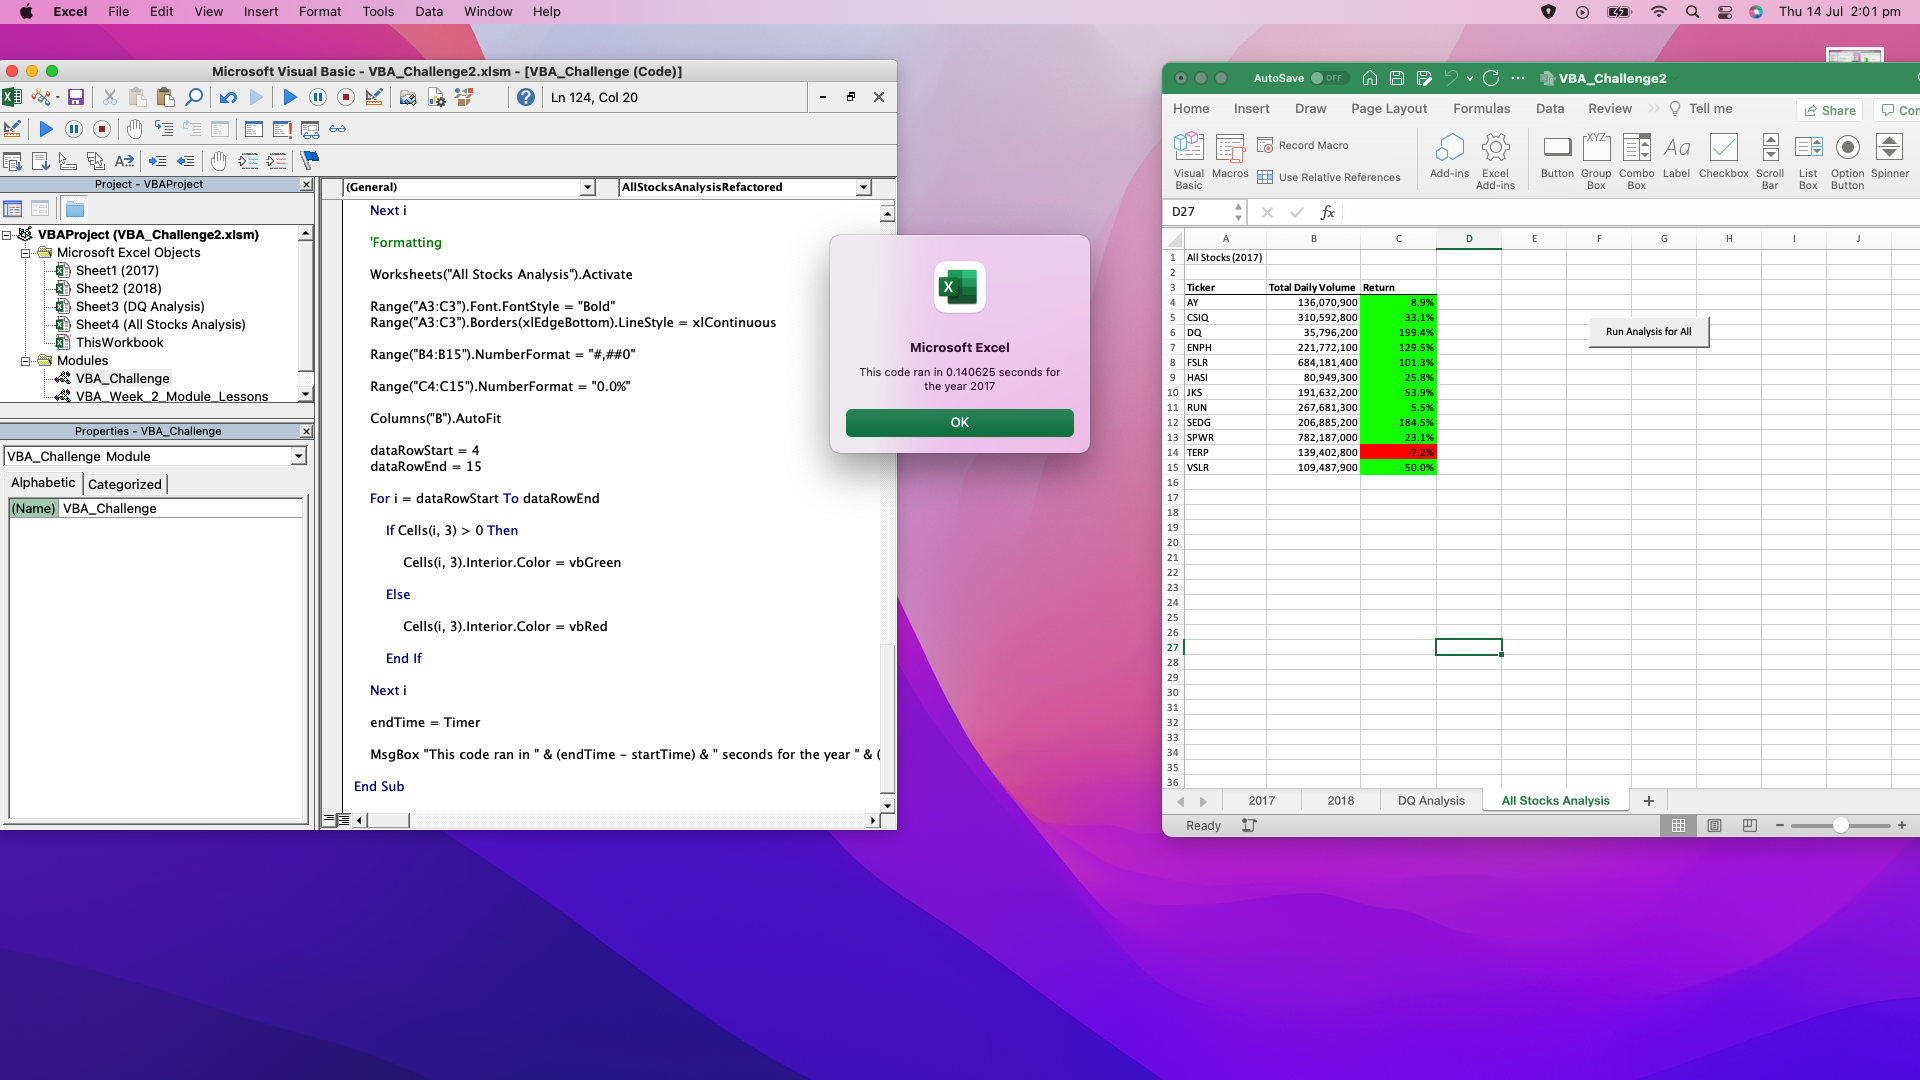 Excel File Edit View Insert Format Tools Data Window Help Thu 14 Jul 2:01 pm
Microsoft Visual Basic - VBA_Challenge2.xlsm - [VBA_Challenge (Code)]
Ln 124, Col 20
Project - VBAProject
VBAProject (VBA_Challenge2.xlsm)
Microsoft Excel Objects
Sheet1 (2017)
Sheet2 (2018)
Sheet3 (DQ Analysis)
Sheet4 (All Stocks Analysis)
ThisWorkbook
Modules
VBA_Challenge
VBA_Week_2_Module_Lessons
Properties - VBA_Challenge
VBA_Challenge Module
Alphabetic Categorized
(Name) VBA_Challenge
(General) AllStocksAnalysisRefactored
Next i
'Formatting
Worksheets("All Stocks Analysis").Activate
Range("A3:C3").Font.FontStyle = "Bold"
Range("A3:C3").Borders(xlEdgeBottom).LineStyle = xlContinuous
Range("B4:B15").NumberFormat = "#,##0"
Range("C4:C15").NumberFormat = "0.0%"
Columns("B").AutoFit
dataRowStart = 4
dataRowEnd = 15
For i = dataRowStart To dataRowEnd
If Cells(i, 3) > 0 Then
Cells(i, 3).Interior.Color = vbGreen
Else
Cells(i, 3).Interior.Color = vbRed
End If
Next i
endTime = Timer
MsgBox "This code ran in " & (endTime - startTime) & " seconds for the year " & (
End Sub
Microsoft Excel
This code ran in 0.140625 seconds for
the year 2017
OK
AutoSave OFF VBA_Challenge2
Home Insert Draw Page Layout Formulas Data Review Tell me Share Con
Visual Basic
Macros
Record Macro
Use Relative References
Add-ins
Excel Add-ins
Button
Group Box
Combo Box
Label
Checkbox
Scroll Bar
List Box
Option Button
Spinner
D27 fx
A B C D E F G H I J
1 All Stocks (2017)
2
3 Ticker Total Daily Volume Return
4 AY 136,070,900 8.9%
5 CSIQ 310,592,800 33.1%
6 DQ 35,796,200 199.4%
7 ENPH 221,772,100 129.5%
8 FSLR 684,181,400 101.3%
9 HASI 80,949,300 25.8%
10 JKS 191,632,200 53.9%
11 RUN 267,681,300 5.5%
12 SEDG 206,885,200 184.5%
13 SPWR 782,187,000 23.1%
14 TERP 139,402,800 -7.2%
15 VSLR 109,487,900 50.0%
Run Analysis for All
16
17
18
19
20
21
22
23
24
25
26
27
28
29
30
31
32
33
34
35
36
2017 2018 DQ Analysis All Stocks Analysis
Ready